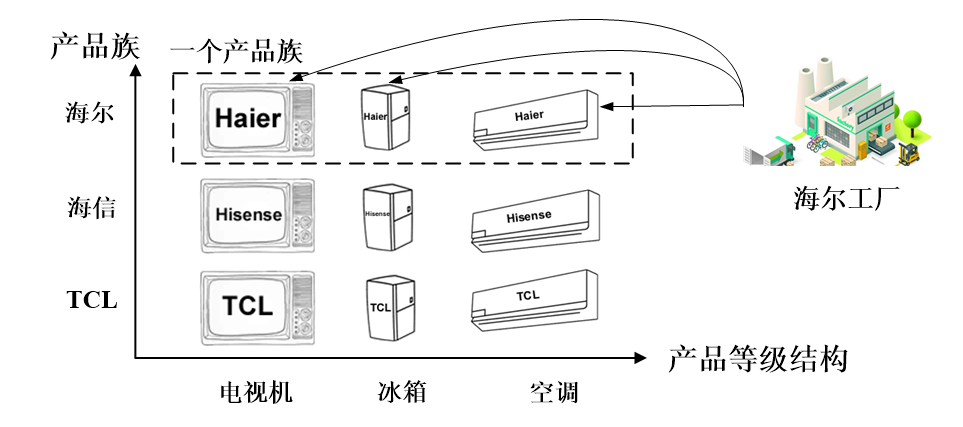 产品族
一个产品族
海尔
Haier
Haier
Haier
factory
海尔工厂
海信
Hisense
Hisense
Hisense
TCL
TCL
TCL
TCL
产品等级结构
电视机
冰箱
空调